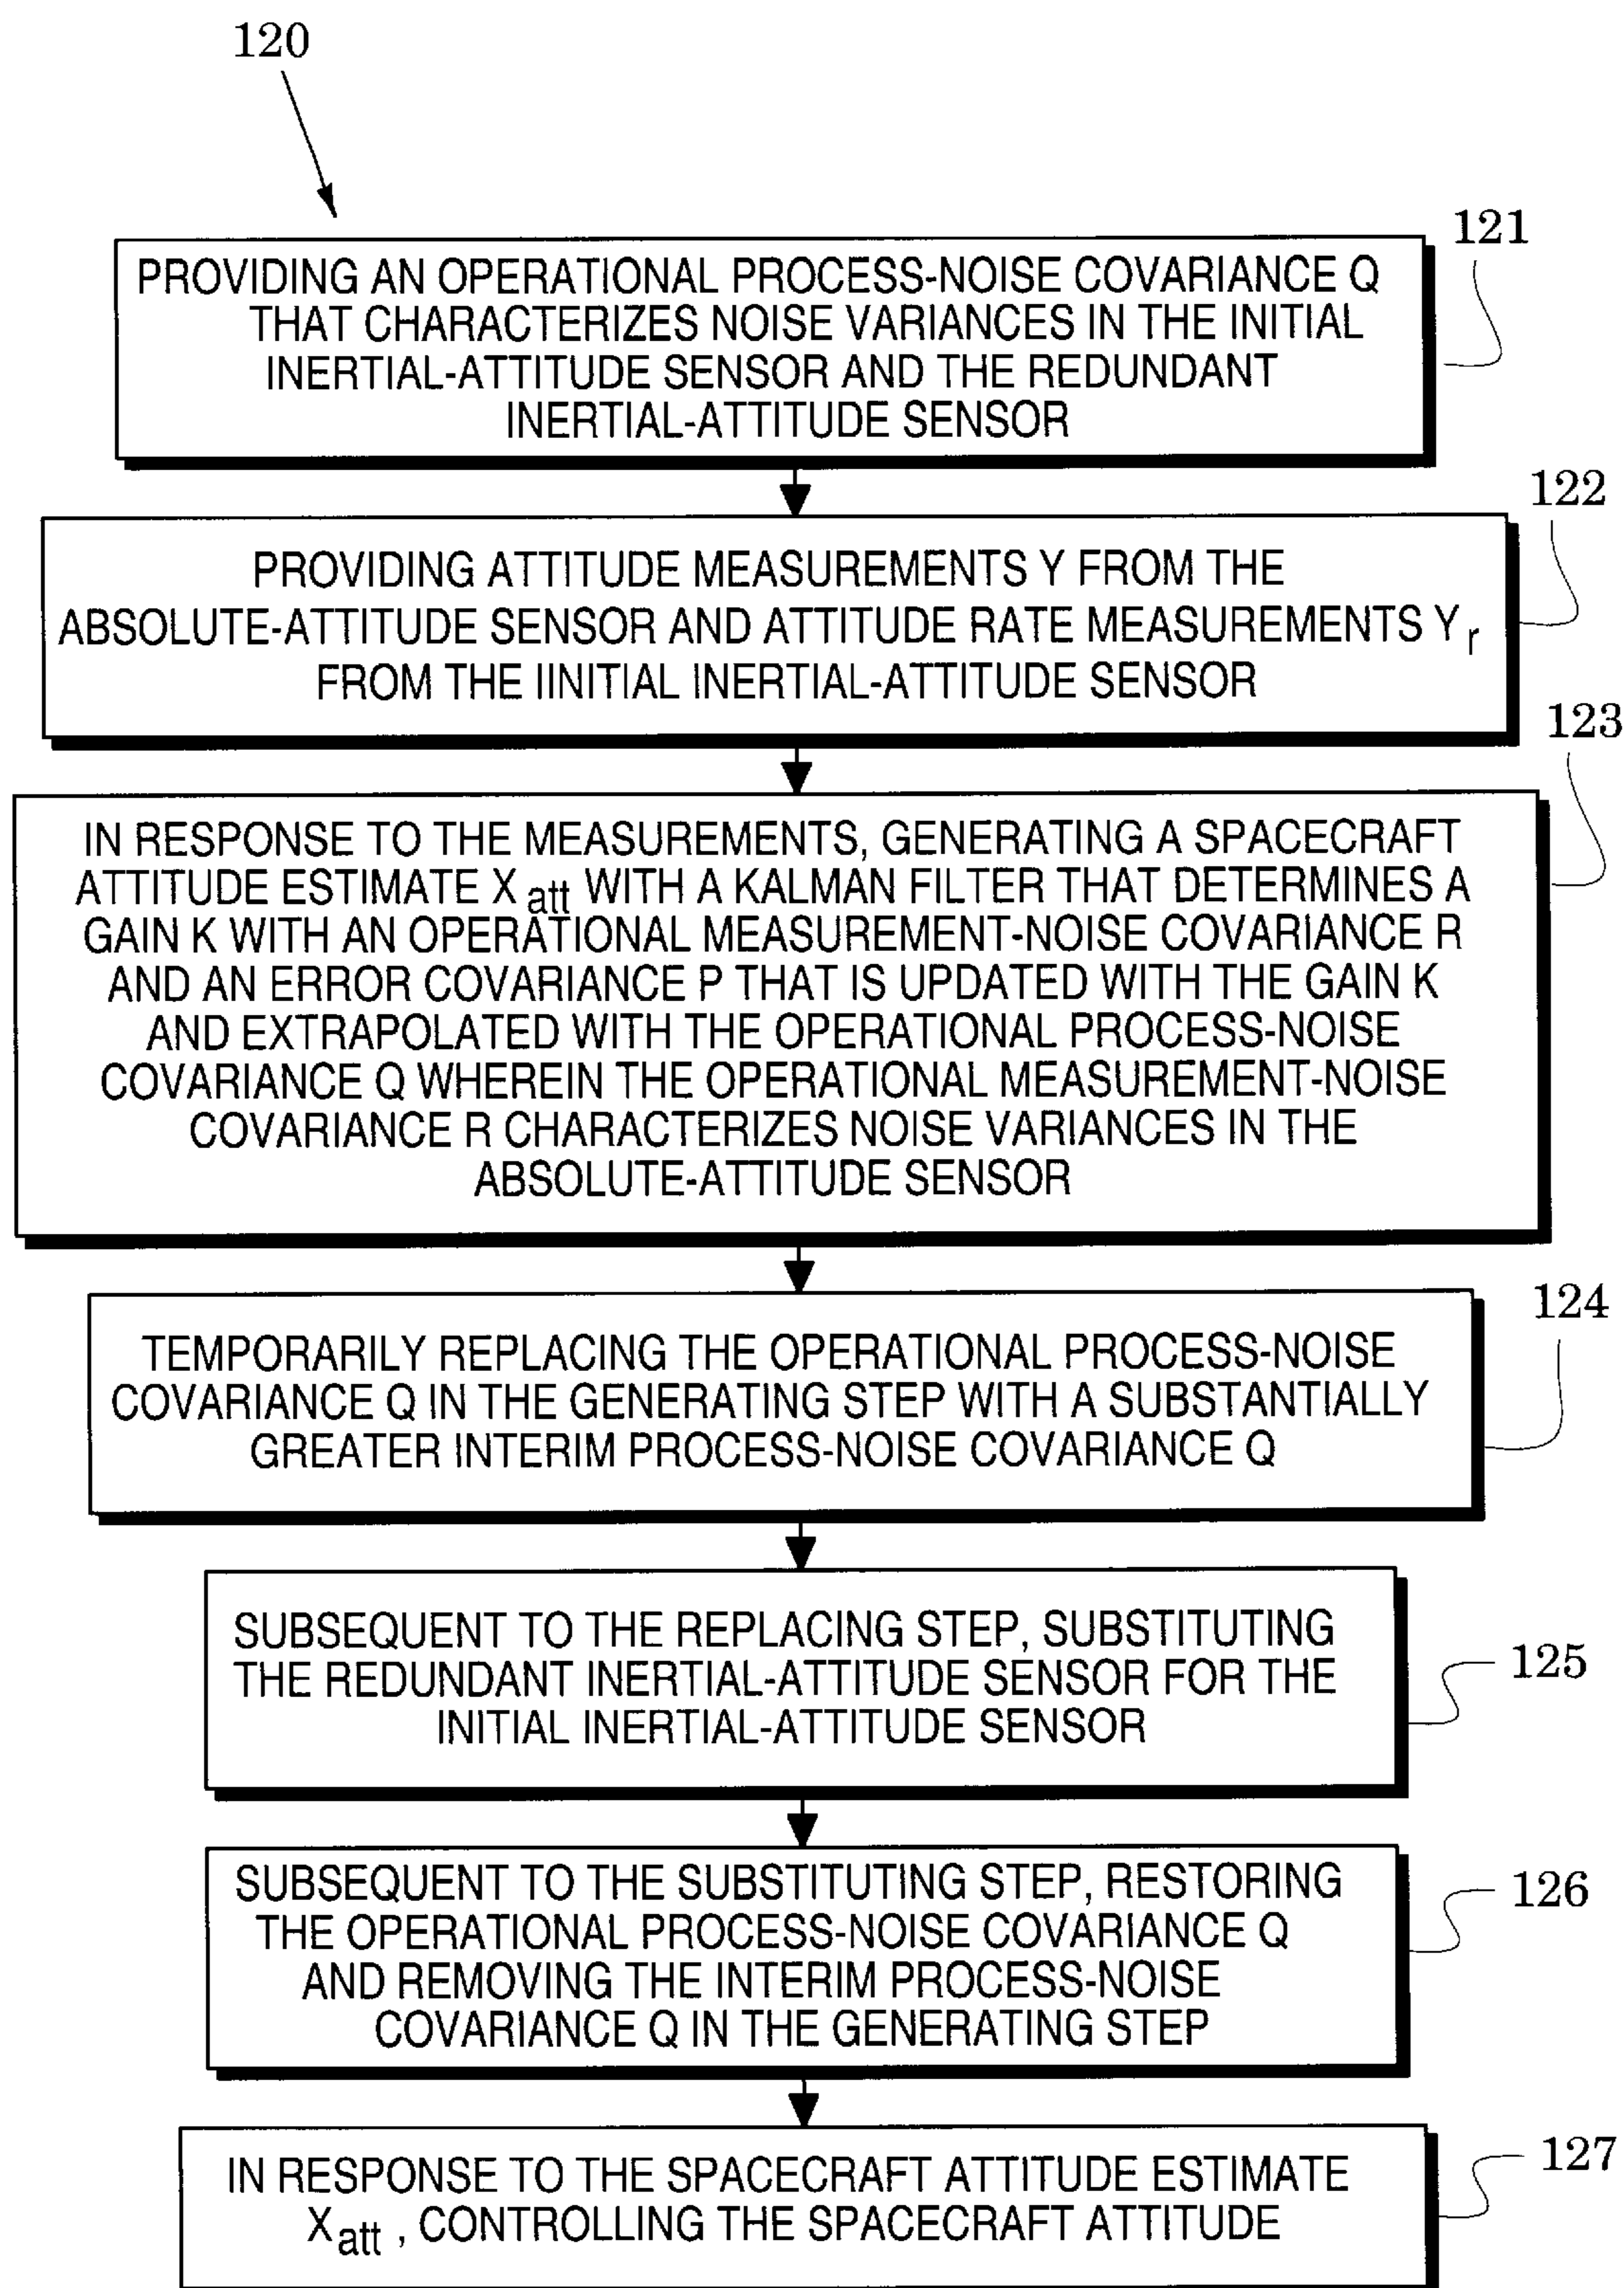 120
121
PROVIDING AN OPERATIONAL PROCESS-NOISE COVARIANCE Q
THAT CHARACTERIZES NOISE VARIANCES IN THE INITIAL
INERTIAL-ATTITUDE SENSOR AND THE REDUNDANT
INERTIAL-ATTITUDE SENSOR
122
PROVIDING ATTITUDE MEASUREMENTS Y FROM THE
ABSOLUTE-ATTITUDE SENSOR AND ATTITUDE RATE MEASUREMENTS Yr
FROM THE IINITIAL INERTIAL-ATTITUDE SENSOR
123
IN RESPONSE TO THE MEASUREMENTS, GENERATING A SPACECRAFT
ATTITUDE ESTIMATE Xatt WITH A KALMAN FILTER THAT DETERMINES A
GAIN K WITH AN OPERATIONAL MEASUREMENT-NOISE COVARIANCE R
AND AN ERROR COVARIANCE P THAT IS UPDATED WITH THE GAIN K
AND EXTRAPOLATED WITH THE OPERATIONAL PROCESS-NOISE
COVARIANCE Q WHEREIN THE OPERATIONAL MEASUREMENT-NOISE
COVARIANCE R CHARACTERIZES NOISE VARIANCES IN THE
ABSOLUTE-ATTITUDE SENSOR
124
TEMPORARILY REPLACING THE OPERATIONAL PROCESS-NOISE
COVARIANCE Q IN THE GENERATING STEP WITH A SUBSTANTIALLY
GREATER INTERIM PROCESS-NOISE COVARIANCE Q
125
SUBSEQUENT TO THE REPLACING STEP, SUBSTITUTING
THE REDUNDANT INERTIAL-ATTITUDE SENSOR FOR THE
INITIAL INERTIAL-ATTITUDE SENSOR
126
SUBSEQUENT TO THE SUBSTITUTING STEP, RESTORING
THE OPERATIONAL PROCESS-NOISE COVARIANCE Q
AND REMOVING THE INTERIM PROCESS-NOISE
COVARIANCE Q IN THE GENERATING STEP
127
IN RESPONSE TO THE SPACECRAFT ATTITUDE ESTIMATE
Xatt , CONTROLLING THE SPACECRAFT ATTITUDE